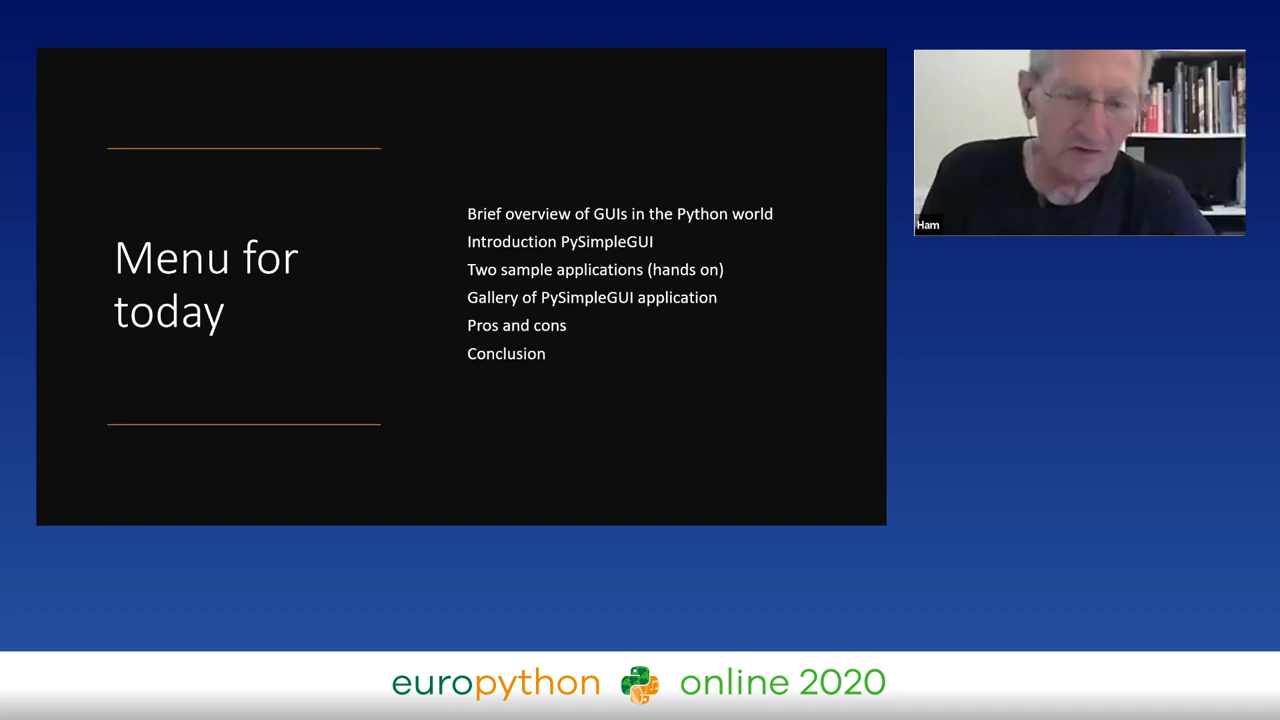 Menu for
today
Brief overview of GUIs in the Python world
Introduction PySimpleGUI
Two sample applications (hands on)
Gallery of PySimpleGUI application
Pros and cons
Conclusion
Ham
europython online 2020